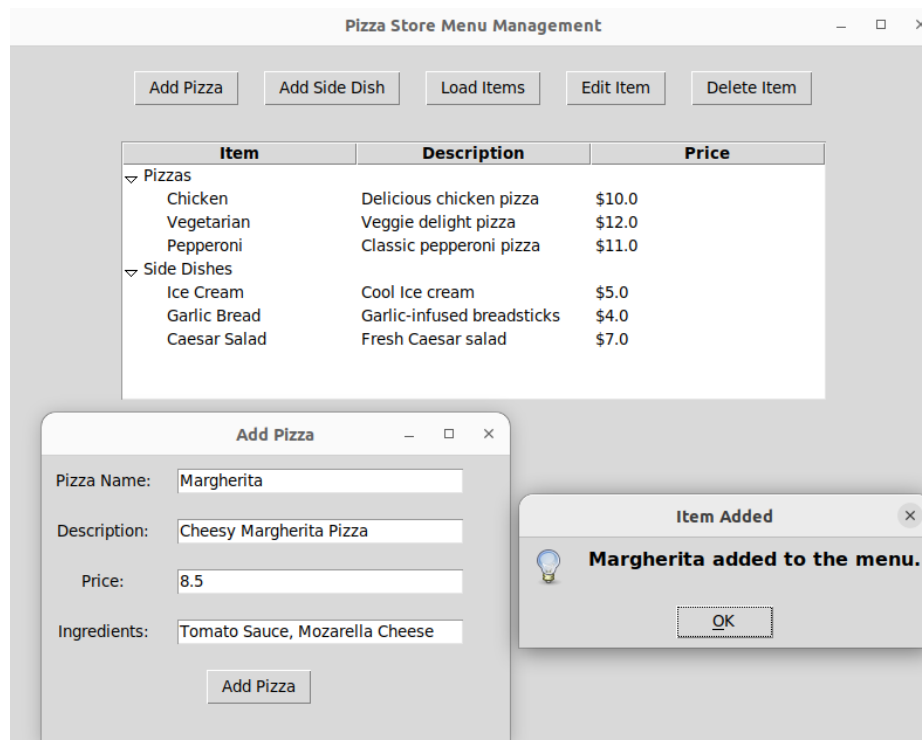 Pizza Store Menu Management
Add Pizza Add Side Dish Load Items Edit Item Delete Item
Item Description Price
Pizzas
Chicken Delicious chicken pizza $10.0
Vegetarian Veggie delight pizza $12.0
Pepperoni Classic pepperoni pizza $11.0
Side Dishes
Ice Cream Cool Ice cream $5.0
Garlic Bread Garlic-infused breadsticks $4.0
Caesar Salad Fresh Caesar salad $7.0
Add Pizza
Pizza Name: Margherita
Description: Cheesy Margherita Pizza
Price: 8.5
Ingredients: Tomato Sauce, Mozarella Cheese
Add Pizza
Item Added
Margherita added to the menu.
OK